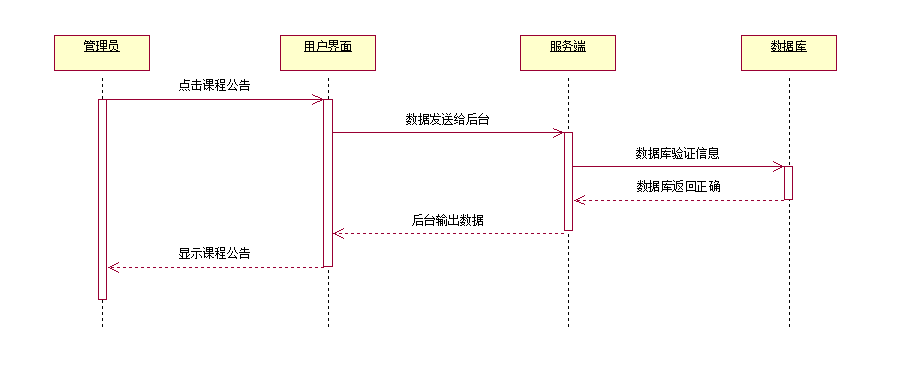 管理员
用户界面
服务端
数据库
点击课程公告
数据发送给后台
数据库验证信息
数据库返回正确
后台输出数据
显示课程公告